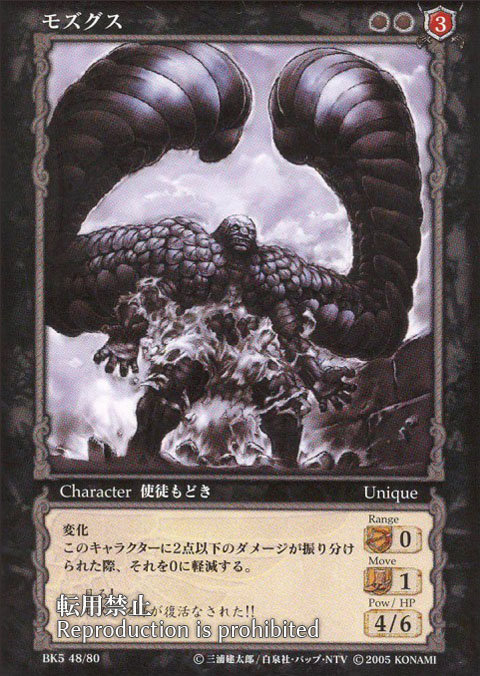 モズグス
3
Character 使徒もどき
Unique
変化
このキャラクターに2点以下のダメージが振り分け
られた際、それを0に軽減する。
が復活なされた!!
転用禁止
Reproduction is prohibited
Range
0
Move
1
Pow/ HP
4/6
BK5 48/80
©三浦建太郎/白泉社・バップ・NTV ©2005 KONAMI